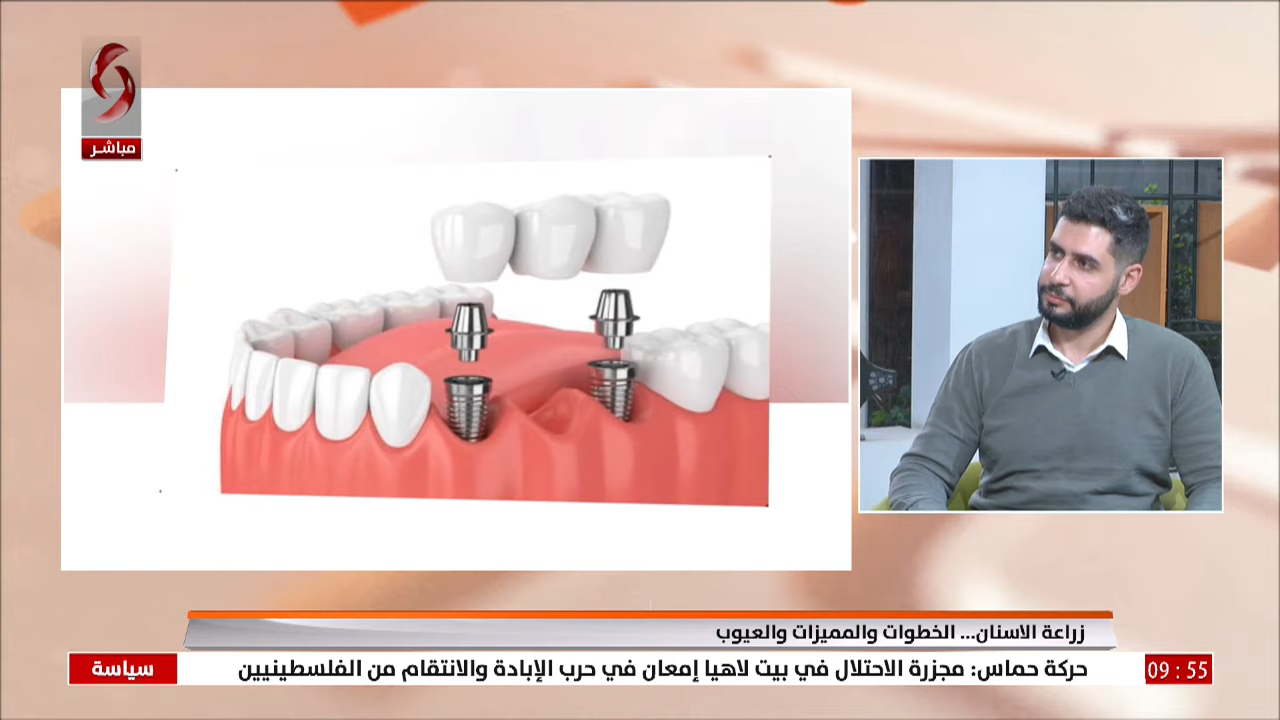 مباشر
زراعة الاسنان... الخطوات والمميزات والعيوب
09 : 55
حركة حماس: مجزرة الاحتلال في بيت لاهيا إمعان في حرب الإبادة والانتقام من الفلسطينيين
سياسة